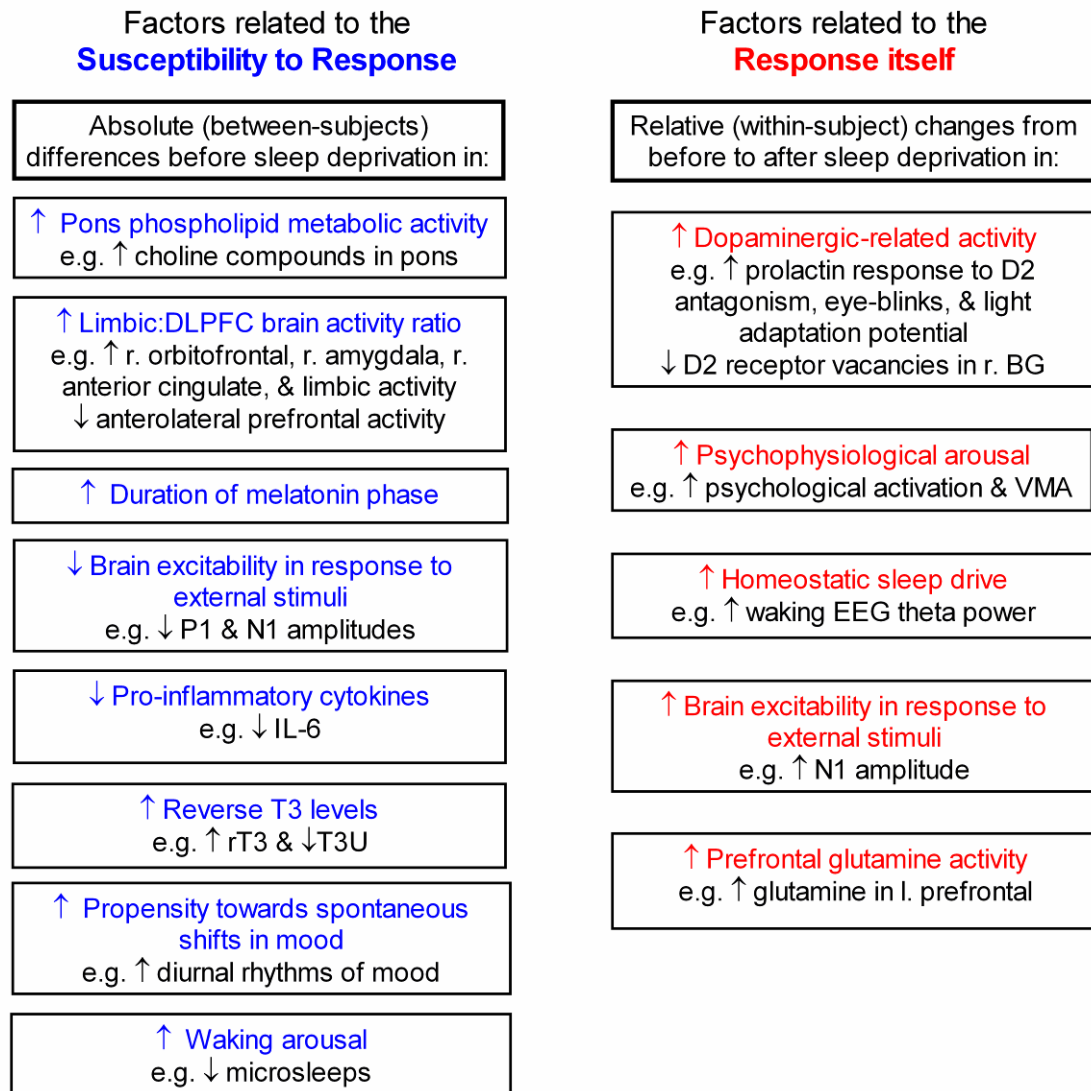 Factors related to the
Susceptibility to Response
Absolute (between-subjects)
differences before sleep deprivation in:
↑ Pons phospholipid metabolic activity
e.g. ↑ choline compounds in pons
↑ Limbic:DLPFC brain activity ratio
e.g. ↑ r. orbitofrontal, r. amygdala, r.
anterior cingulate, & limbic activity
↓ anterolateral prefrontal activity
↑ Duration of melatonin phase
↓ Brain excitability in response to
external stimuli
e.g. ↓ P1 & N1 amplitudes
↓ Pro-inflammatory cytokines
e.g. ↓ IL-6
↑ Reverse T3 levels
e.g. ↑ rT3 & ↓T3U
↑ Propensity towards spontaneous
shifts in mood
e.g. ↑ diurnal rhythms of mood
↑ Waking arousal
e.g. ↓ microsleeps
Factors related to the
Response itself
Relative (within-subject) changes from
before to after sleep deprivation in:
↑ Dopaminergic-related activity
e.g. ↑ prolactin response to D2
antagonism, eye-blinks, & light
adaptation potential
↓ D2 receptor vacancies in r. BG
↑ Psychophysiological arousal
e.g. ↑ psychological activation & VMA
↑ Homeostatic sleep drive
e.g. ↑ waking EEG theta power
↑ Brain excitability in response to
external stimuli
e.g. ↑ N1 amplitude
↑ Prefrontal glutamine activity
e.g. ↑ glutamine in l. prefrontal